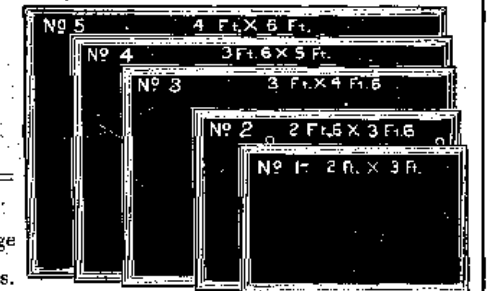 Nº 5 4 Ft. X 6 Ft.
Nº 4 3 Ft. 6 X 5 Ft.
Nº 3 3 Ft. X 4 Ft. 6
Nº 2 2 Ft. 6 X 3 Ft. 6
Nº 1- 2 ft. X 3 ft.
ge
s.